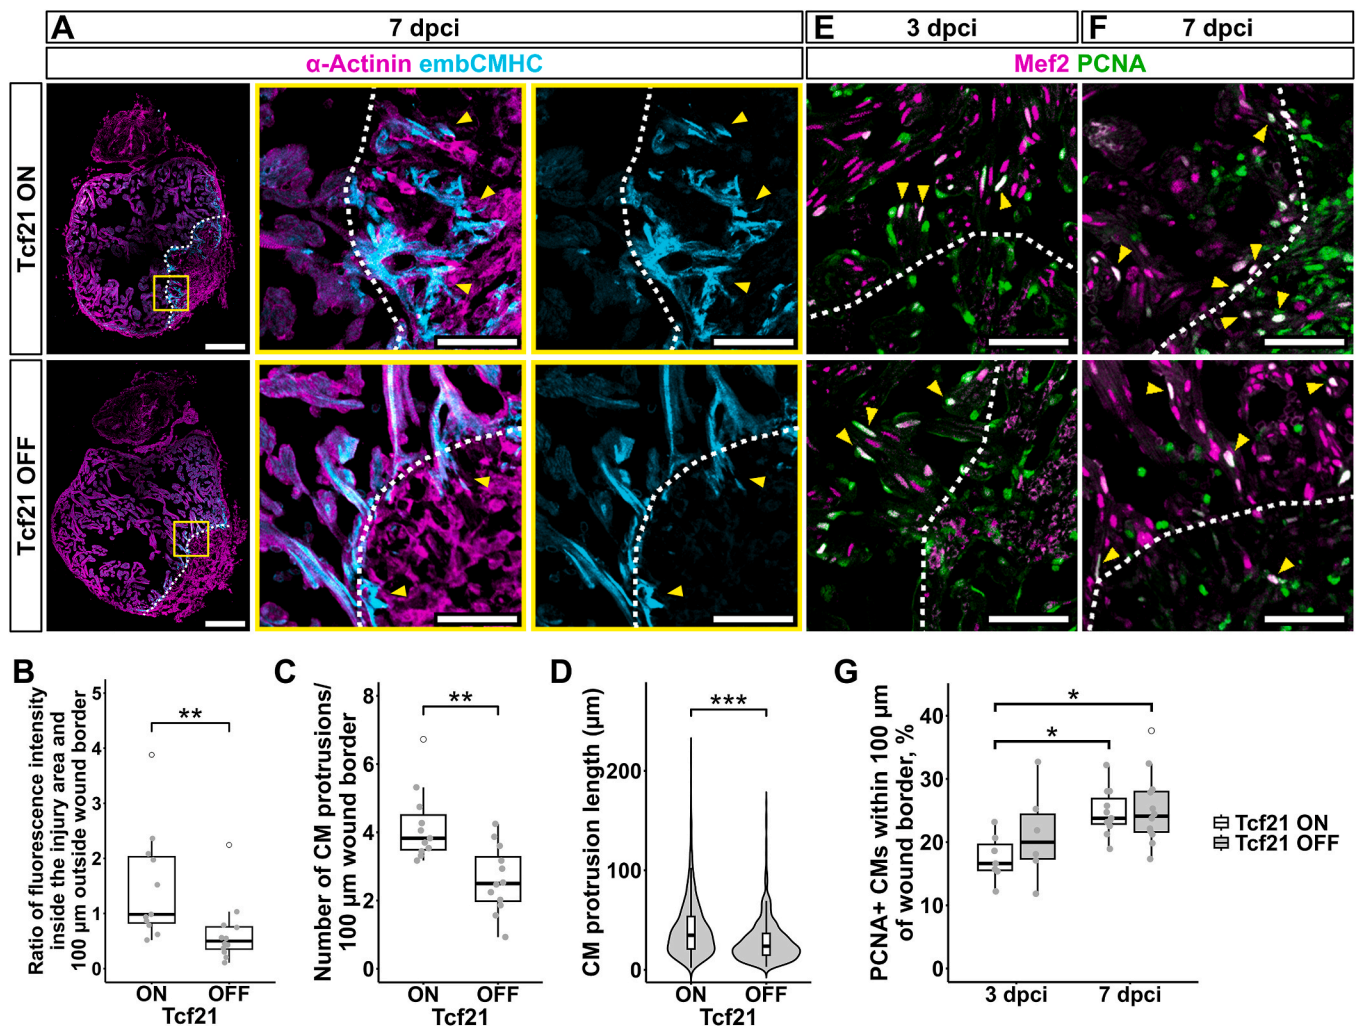 A 7 dpci
E 3 dpci
F 7 dpci
α-Actinin embCMHC
Mef2 PCNA
Tcf21 ON
Tcf21 OFF
B
Ratio of fluorescence intensity
inside the injury area and
100 μm outside wound border
5
4
3
2
1
0
**
ON OFF
Tcf21
C
Number of CM protrusions/
100 μm wound border
8
6
4
2
0
**
ON OFF
Tcf21
D
CM protrusion length (μm)
200
100
0
***
ON OFF
Tcf21
G
PCNA+ CMs within 100 μm
of wound border, %
40
30
20
10
0
*
*
3 dpci 7 dpci
Tcf21 ON
Tcf21 OFF